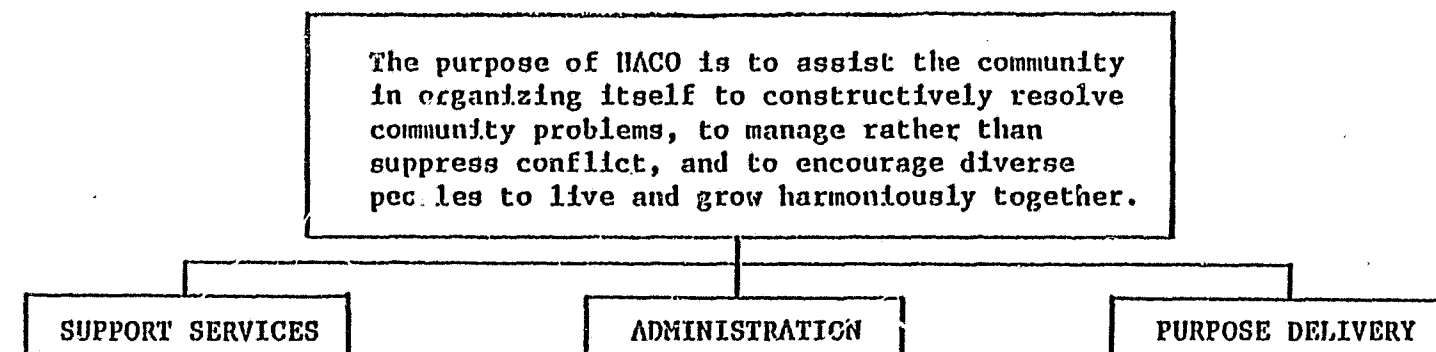 The purpose of HACO is to assist the community
in organizing itself to constructively resolve
community problems, to manage rather than
suppress conflict, and to encourage diverse
peoples to live and grow harmoniously together.
SUPPORT SERVICES
ADMINISTRATION
PURPOSE DELIVERY